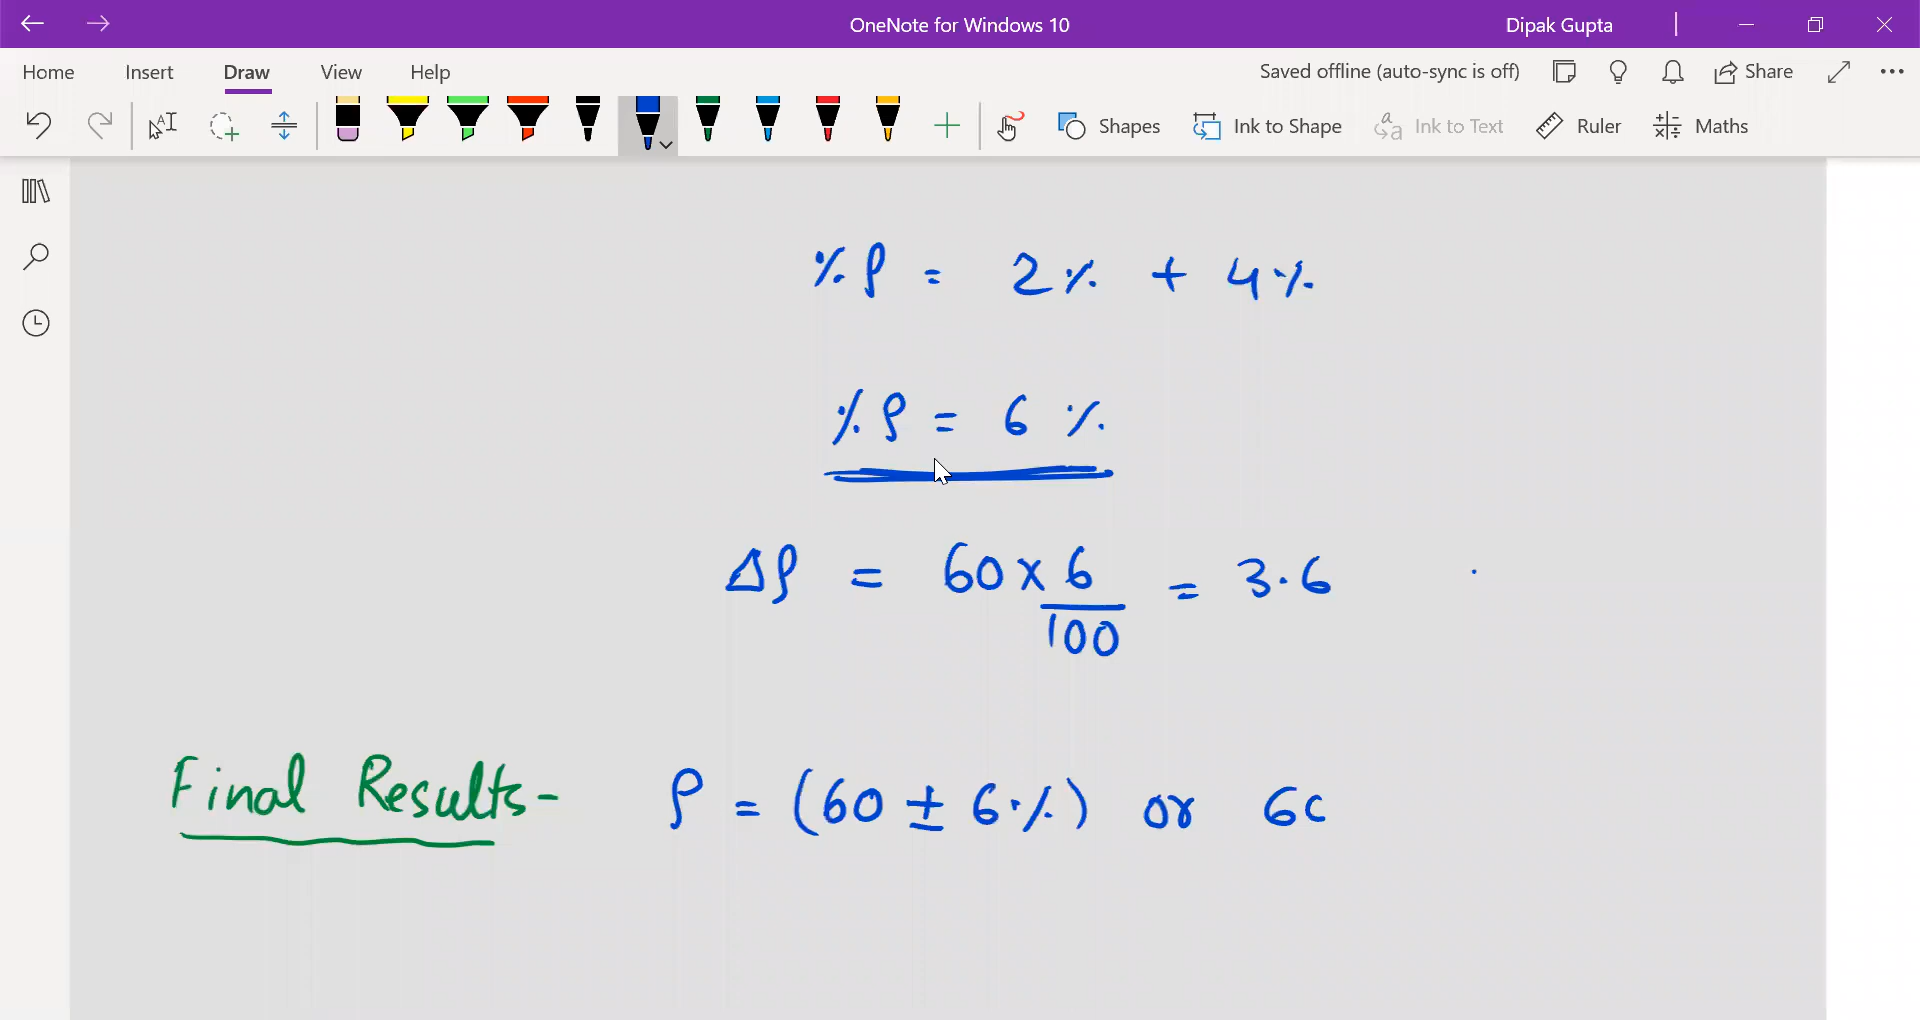 OneNote for Windows 10 Dipak Gupta
Home Insert Draw View Help Saved offline (auto-sync is off) Share
Shapes Ink to Shape Ink to Text Ruler Maths
% ρ = 2 % + 4 %
% ρ = 6 %
Δρ = 60 × 6/100 = 3.6
Final Results- ρ = (60 ± 6 %) or 6c